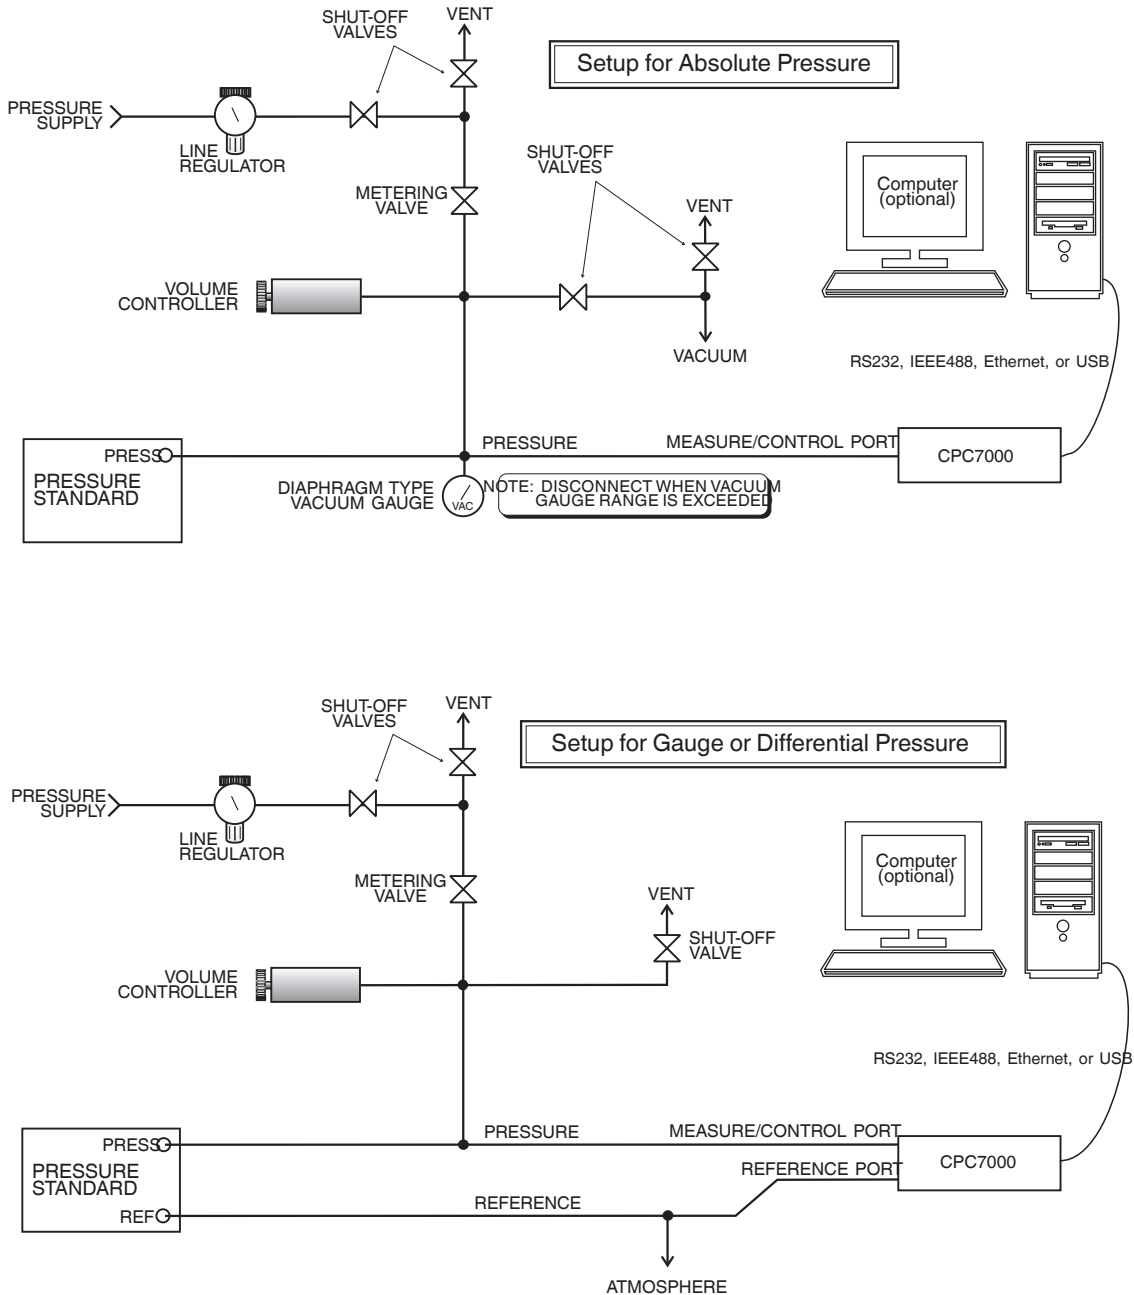 SHUT-OFF
VALVES
VENT
Setup for Absolute Pressure
PRESSURE
SUPPLY
LINE
REGULATOR
SHUT-OFF
VALVES
METERING
VALVE
VENT
Computer
(optional)
VOLUME
CONTROLLER
VACUUM
RS232, IEEE488, Ethernet, or USB
PRESS
PRESSURE
STANDARD
PRESSURE
MEASURE/CONTROL PORT
CPC7000
DIAPHRAGM TYPE
VACUUM GAUGE
VAC
NOTE: DISCONNECT WHEN VACUUM
GAUGE RANGE IS EXCEEDED
SHUT-OFF
VALVES
VENT
Setup for Gauge or Differential Pressure
PRESSURE
SUPPLY
LINE
REGULATOR
METERING
VALVE
VENT
SHUT-OFF
VALVE
Computer
(optional)
VOLUME
CONTROLLER
RS232, IEEE488, Ethernet, or USB
PRESS
PRESSURE
STANDARD
REF
PRESSURE
MEASURE/CONTROL PORT
REFERENCE PORT
CPC7000
REFERENCE
ATMOSPHERE